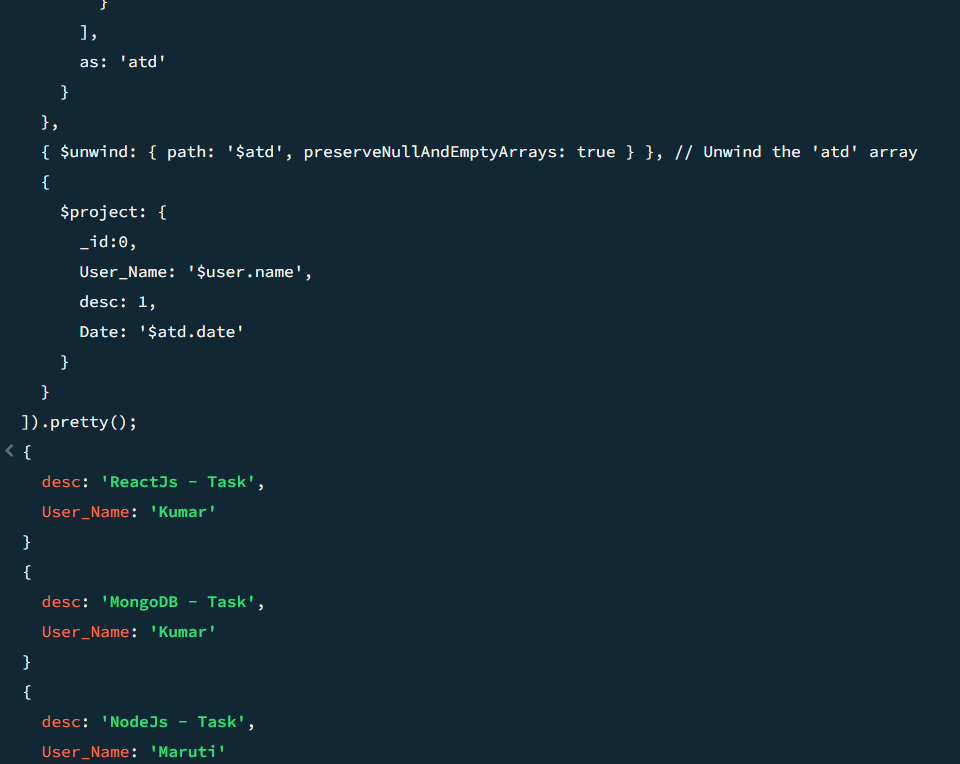 }
],
as: 'atd'
}
},
{ $unwind: { path: '$atd', preserveNullAndEmptyArrays: true } }, // Unwind the 'atd' array
{
$project: {
_id:0,
User_Name: '$user.name',
desc: 1,
Date: '$atd.date'
}
}
]).pretty();
{
desc: 'ReactJs - Task',
User_Name: 'Kumar'
}
{
desc: 'MongoDB - Task',
User_Name: 'Kumar'
}
{
desc: 'NodeJs - Task',
User_Name: 'Maruti'